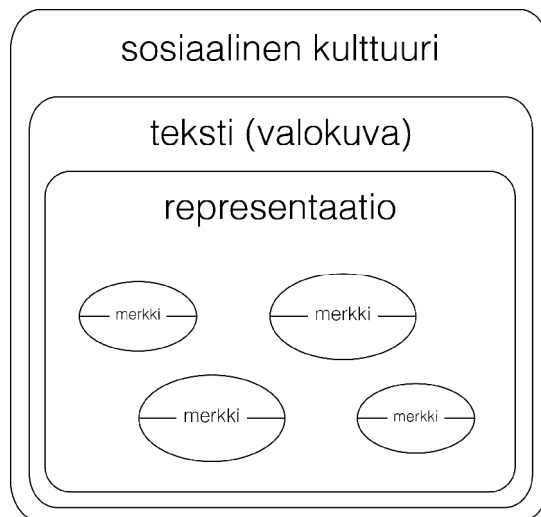 sosiaalinen kulttuuri
teksti (valokuva)
representaatio
merkki
merkki
merkki
merkki